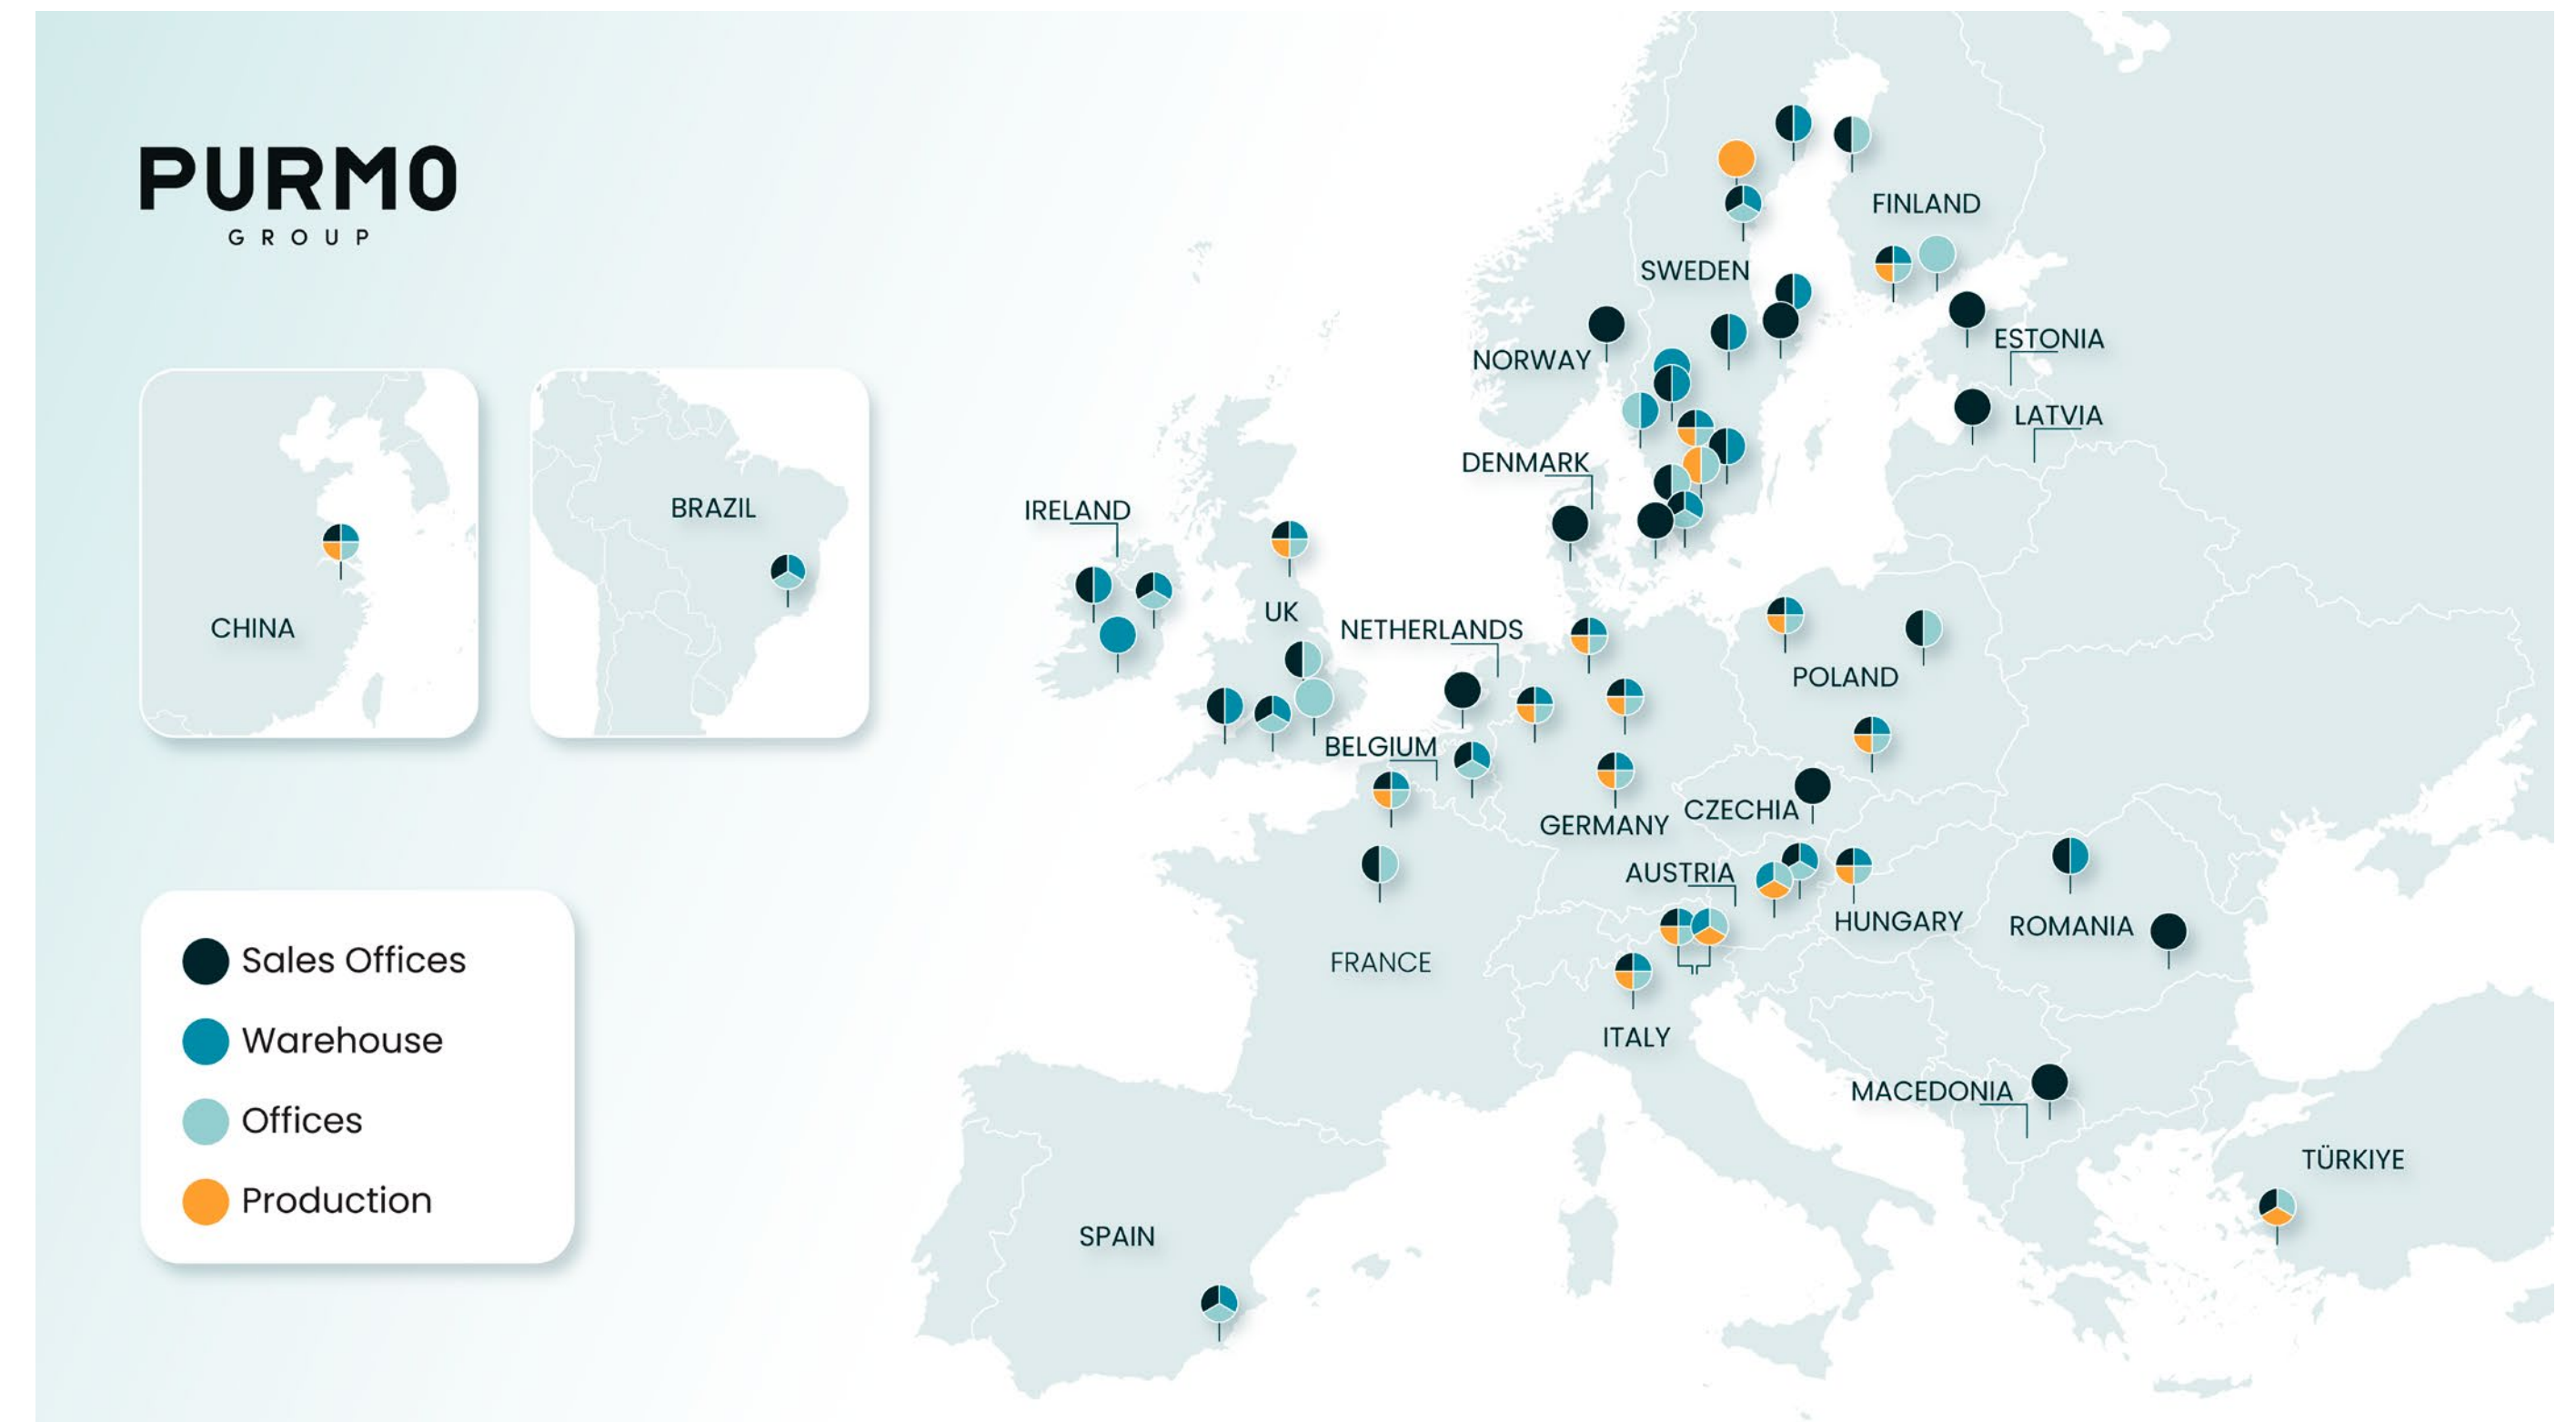 PURMO
GROUP
CHINA
BRAZIL
Sales Offices
Warehouse
Offices
Production
FINLAND
SWEDEN
NORWAY
ESTONIA
LATVIA
DENMARK
IRELAND
UK
NETHERLANDS
POLAND
BELGIUM
GERMANY
CZECHIA
AUSTRIA
HUNGARY
ROMANIA
FRANCE
ITALY
MACEDONIA
TÜRKIYE
SPAIN